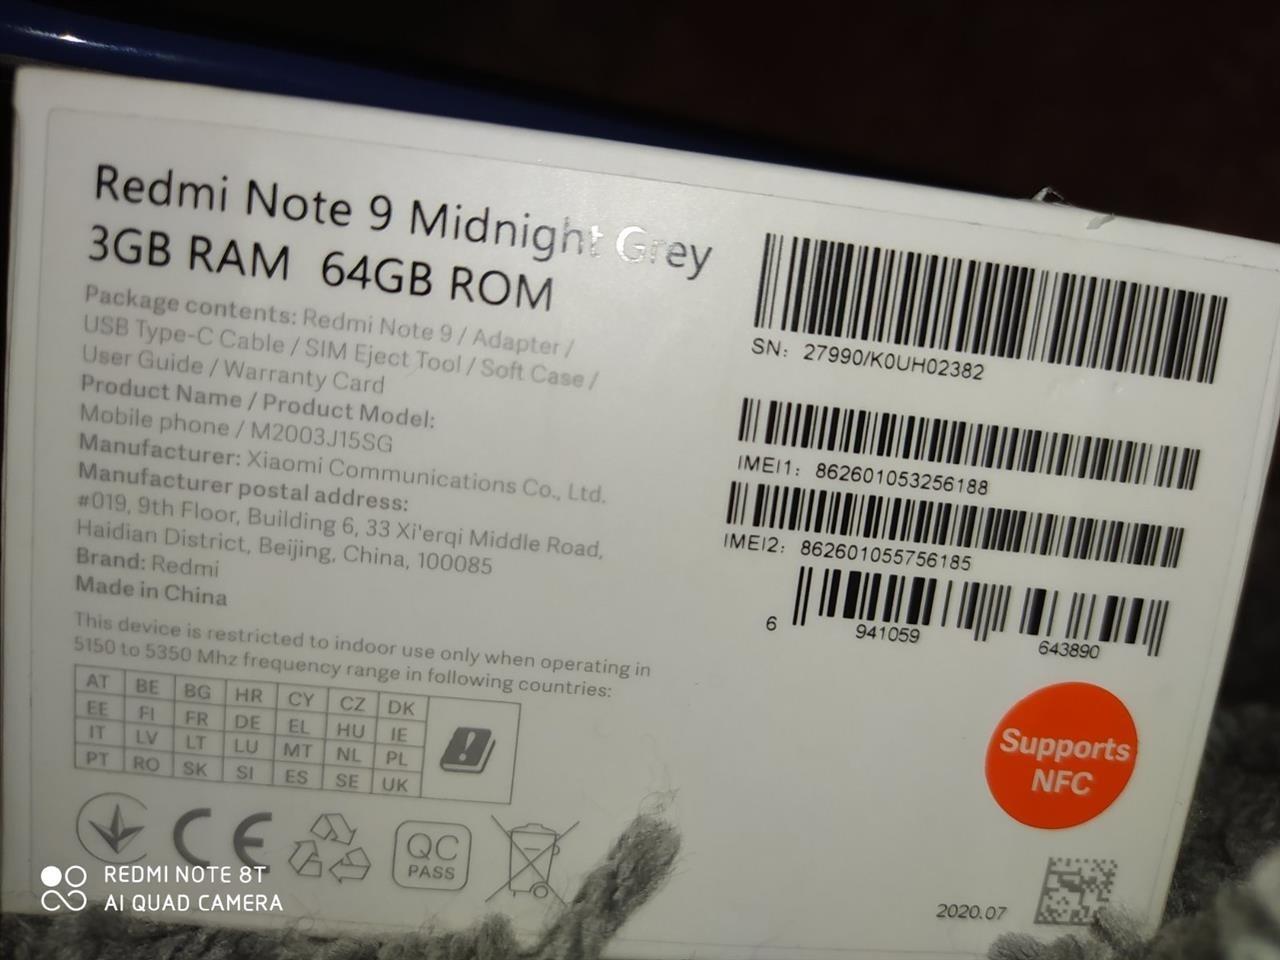 Redmi Note 9 Midnight Grey
3GB RAM 64GB ROM
Package contents: Redmi Note 9 / Adapter /
USB Type-C Cable / SIM Eject Tool / Soft Case /
User Guide / Warranty Card
Product Name / Product Model:
Mobile phone / M2003J15SG
Manufacturer: Xiaomi Communications Co., Ltd.
Manufacturer postal address:
#019, 9th Floor, Building 6, 33 Xi'erqi Middle Road,
Haidian District, Beijing, China, 100085
Brand: Redmi
Made in China
This device is restricted to indoor use only when operating in
5150 to 5350 Mhz frequency range in following countries:
AT BE BG HR CY CZ DK
EE FI FR DE EL HU IE
IT LV LT LU MT NL PL
PT RO SK SI ES SE UK
CE
QC
PASS
SN: 27990/K0UH02382
IMEI1: 862601053256188
IMEI2: 862601055756185
6 941059 643890
Supports
NFC
2020.07
REDMI NOTE 8T
AI QUAD CAMERA